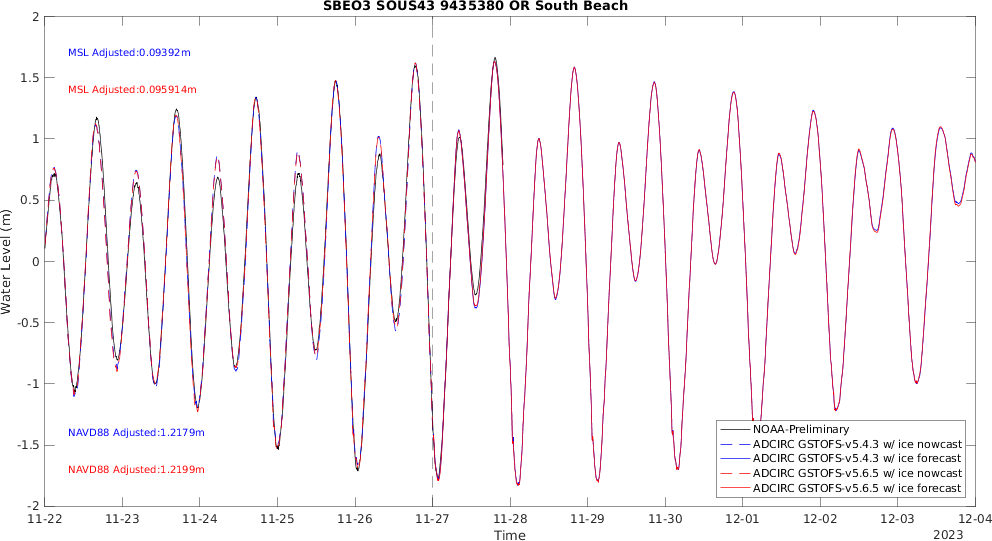 SBEO3 SOUS43 9435380 OR South Beach
MSL Adjusted:0.09392m
MSL Adjusted:0.095914m
NAVD88 Adjusted:1.2179m
NAVD88 Adjusted:1.2199m
Water Level (m)
2
1.5
1
0.5
0
-0.5
-1
-1.5
-2
NOAA-Preliminary
ADCIRC GSTOFS-v5.4.3 w/ ice nowcast
ADCIRC GSTOFS-v5.4.3 w/ ice forecast
ADCIRC GSTOFS-v5.6.5 w/ ice nowcast
ADCIRC GSTOFS-v5.6.5 w/ ice forecast
11-22 11-23 11-24 11-25 11-26 11-27 11-28 11-29 11-30 12-01 12-02 12-03 12-04
Time
2023